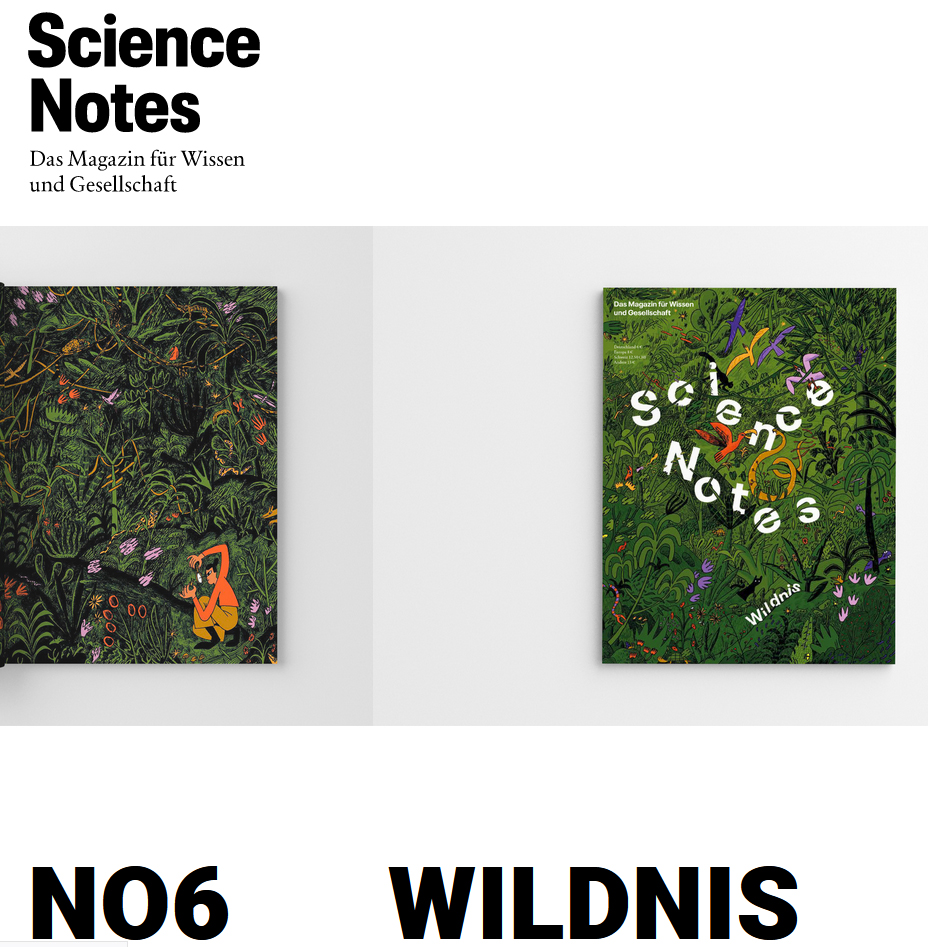 Science
Notes
Das Magazin für Wissen
und Gesellschaft
Das Magazin für Wissen
und Gesellschaft
Science
Notes
Wildnis
NO6 WILDNIS